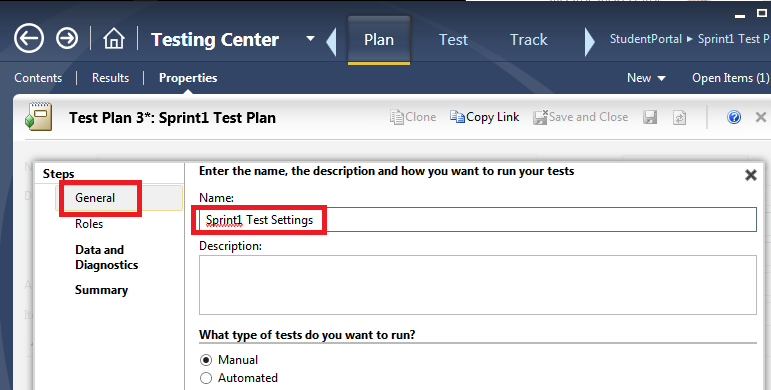 Testing Center
Plan
Test
Track
StudentPortal ▸ Sprint1 Test P
Contents
Results
Properties
New
Open Items (1)
Test Plan 3*: Sprint1 Test Plan
Clone
Copy Link
Save and Close
Steps
General
Roles
Data and
Diagnostics
Summary
Enter the name, the description and how you want to run your tests
Name:
Sprint1 Test Settings
Description:
What type of tests do you want to run?
Manual
Automated